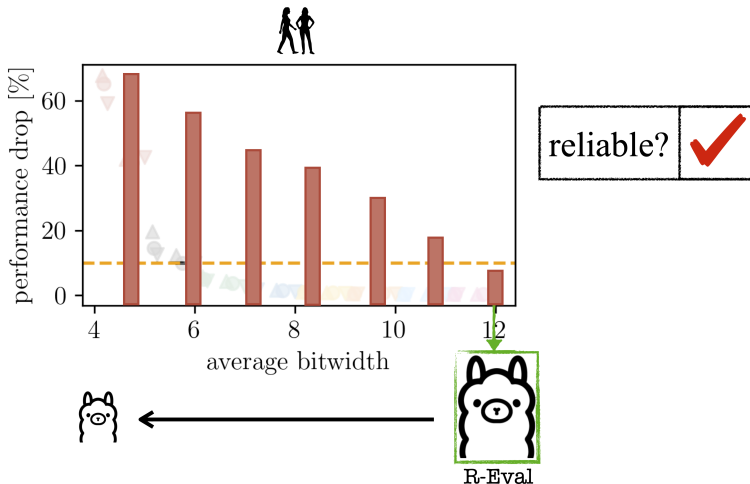 performance drop [%]
60
40
20
0
4
6
8
10
12
average bitwidth
reliable?
R-Eval